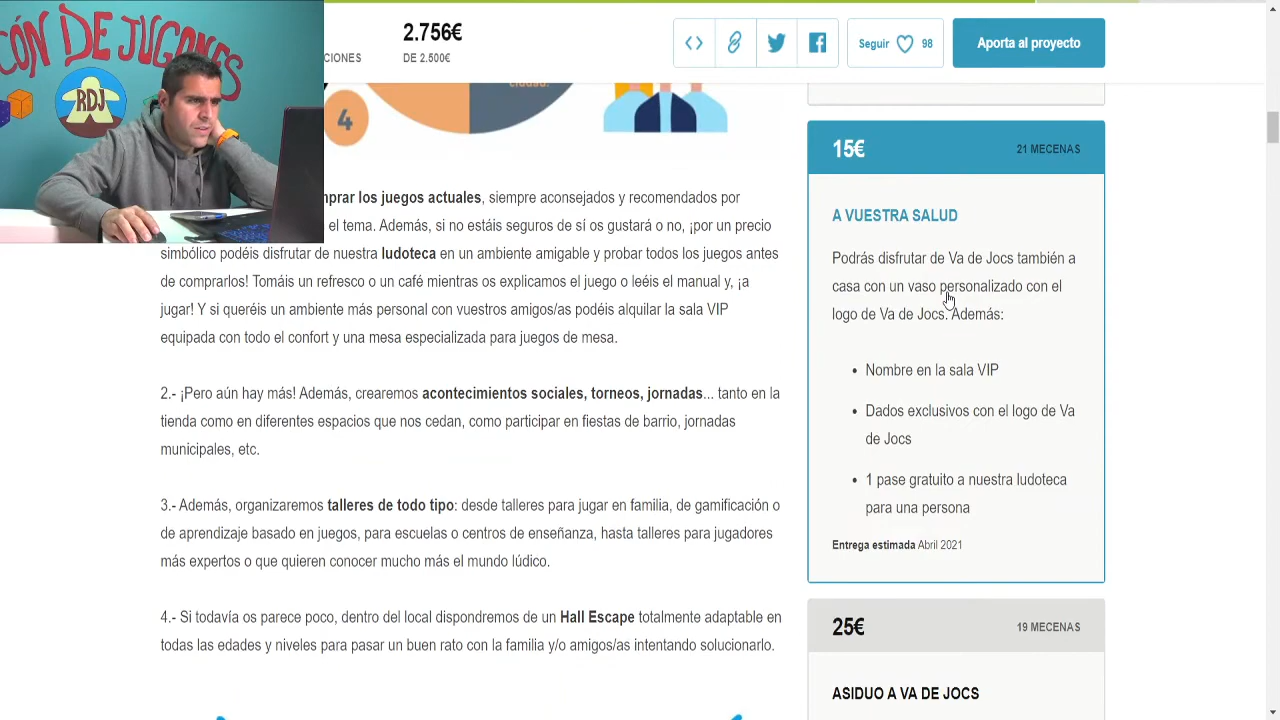 CÓN DE JUGONES
RDJ
CIONES
2.756€
DE 2.500€
Seguir
98
Aporta al proyecto
ciudad.
4
prar los juegos actuales, siempre aconsejados y recomendados por
el tema. Además, si no estáis seguros de sí os gustará o no, ¡por un precio
simbólico podéis disfrutar de nuestra ludoteca en un ambiente amigable y probar todos los juegos antes
de comprarlos! Tomáis un refresco o un café mientras os explicamos el juego o leéis el manual y, ¡a
jugar! Y si queréis un ambiente más personal con vuestros amigos/as podéis alquilar la sala VIP
equipada con todo el confort y una mesa especializada para juegos de mesa.
2.- ¡Pero aún hay más! Además, crearemos acontecimientos sociales, torneos, jornadas... tanto en la
tienda como en diferentes espacios que nos cedan, como participar en fiestas de barrio, jornadas
municipales, etc.
3.- Además, organizaremos talleres de todo tipo: desde talleres para jugar en familia, de gamificación o
de aprendizaje basado en juegos, para escuelas o centros de enseñanza, hasta talleres para jugadores
más expertos o que quieren conocer mucho más el mundo lúdico.
4.- Si todavía os parece poco, dentro del local dispondremos de un Hall Escape totalmente adaptable en
todas las edades y niveles para pasar un buen rato con la familia y/o amigos/as intentando solucionarlo.
15€
21 MECENAS
A VUESTRA SALUD
Podrás disfrutar de Va de Jocs también a
casa con un vaso personalizado con el
logo de Va de Jocs. Además:
• Nombre en la sala VIP
• Dados exclusivos con el logo de Va
de Jocs
• 1 pase gratuito a nuestra ludoteca
para una persona
Entrega estimada Abril 2021
25€
19 MECENAS
ASIDUO A VA DE JOCS